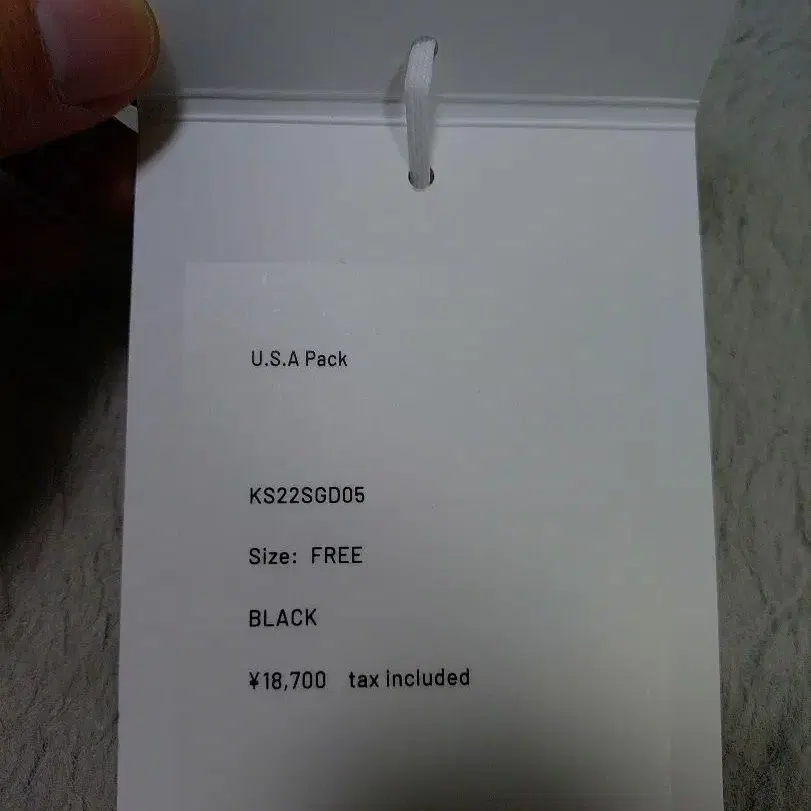 U.S.A Pack
KS22SGD05
Size: FREE
BLACK
¥18,700 tax included